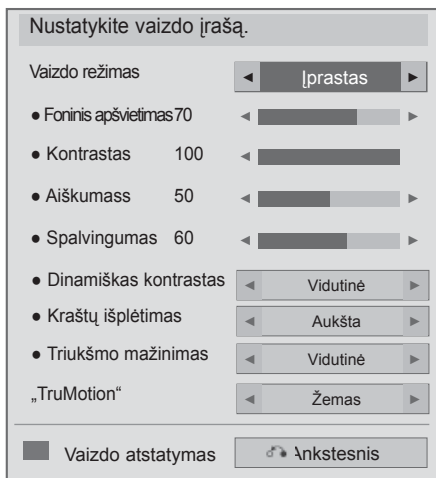 Nustatykite vaizdo įrašą.
Vaizdo režimas ◄ Įprastas ►
● Foninis apšvietimas 70 ◄ ►
● Kontrastas 100 ◄
● Aiškumass 50 ◄ ►
● Spalvingumas 60 ◄ ►
● Dinamiškas kontrastas ◄ Vidutinė ►
● Kraštų išplėtimas ◄ Aukšta ►
● Triukšmo mažinimas ◄ Vidutinė ►
„TruMotion“ ◄ Žemas ►
Vaizdo atstatymas Ankstesnis